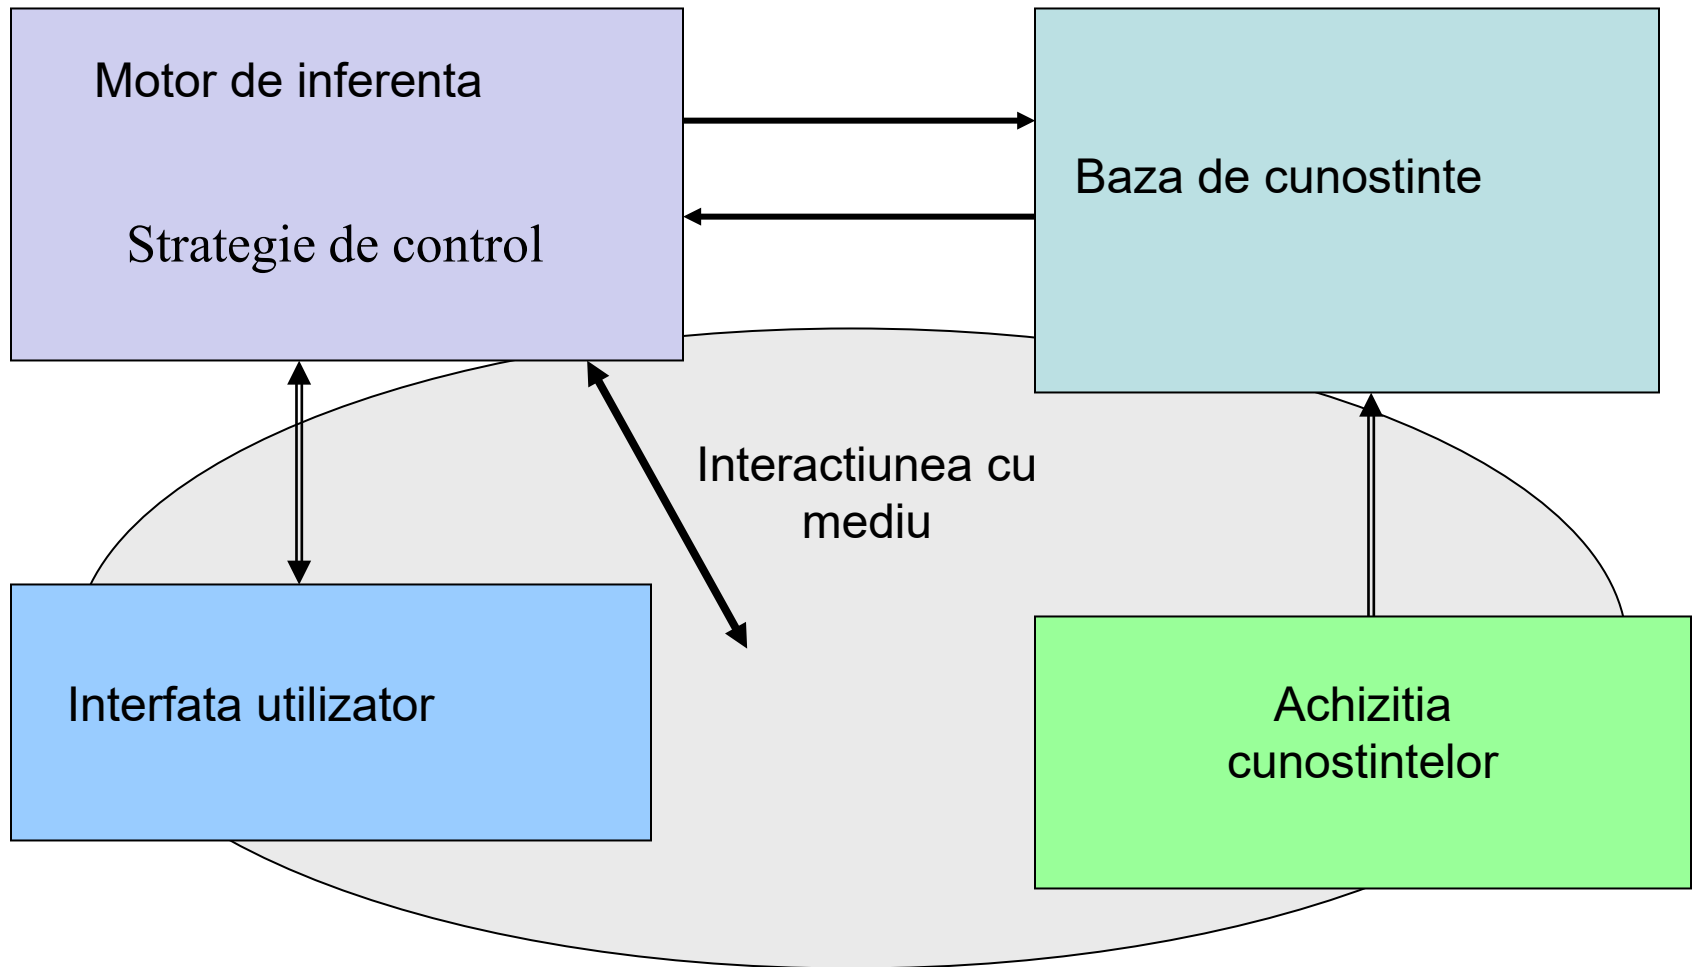 Motor de inferenta
Strategie de control
Baza de cunostinte
Interactiunea cu
mediu
Interfata utilizator
Achizitia
cunostintelor